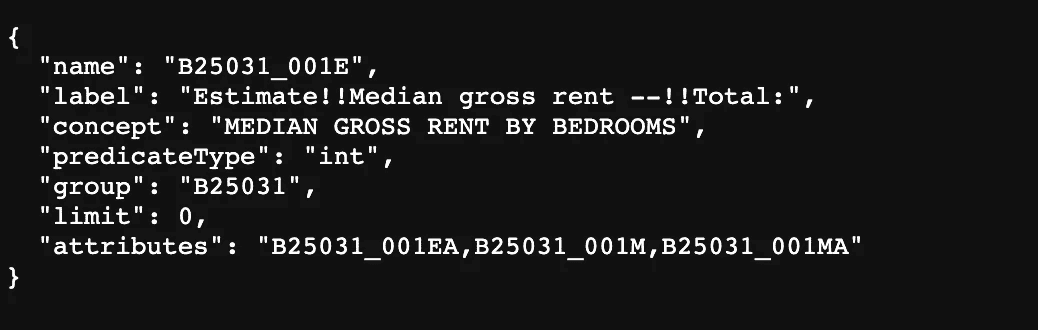 {
  "name": "B25031_001E",
  "label": "Estimate!!Median gross rent --!!Total:",
  "concept": "MEDIAN GROSS RENT BY BEDROOMS",
  "predicateType": "int",
  "group": "B25031",
  "limit": 0,
  "attributes": "B25031_001EA,B25031_001M,B25031_001MA"
}